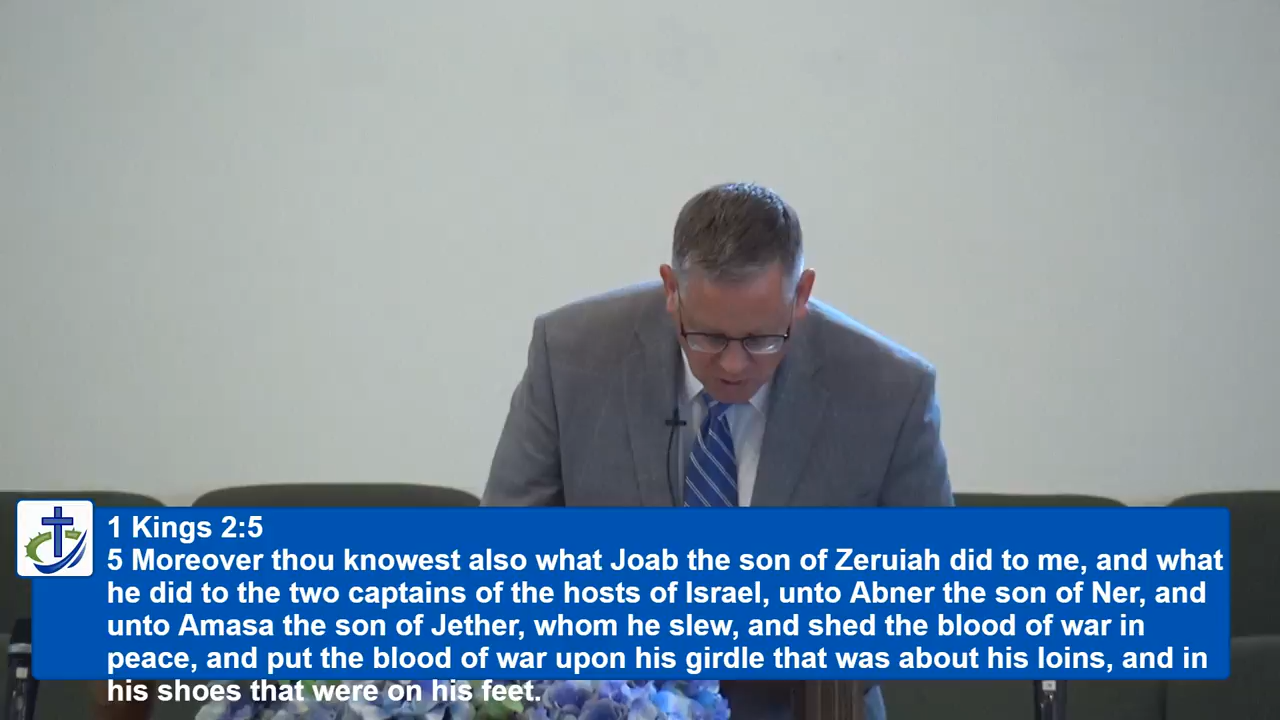 1 Kings 2:5
5 Moreover thou knowest also what Joab the son of Zeruiah did to me, and what
he did to the two captains of the hosts of Israel, unto Abner the son of Ner, and
unto Amasa the son of Jether, whom he slew, and shed the blood of war in
peace, and put the blood of war upon his girdle that was about his loins, and in
his shoes that were on his feet.